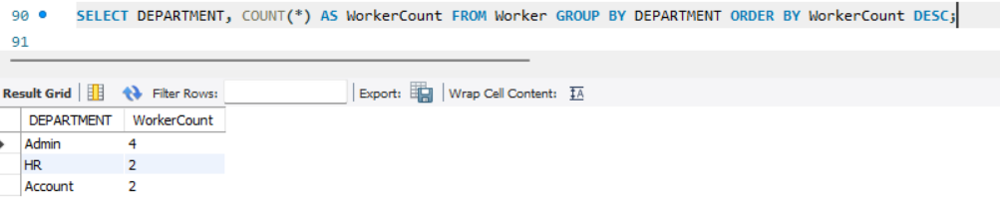 90 SELECT DEPARTMENT, COUNT(*) AS WorkerCount FROM Worker GROUP BY DEPARTMENT ORDER BY WorkerCount DESC;
91
Result Grid Filter Rows: Export: Wrap Cell Content: IA
DEPARTMENT WorkerCount
Admin 4
HR 2
Account 2